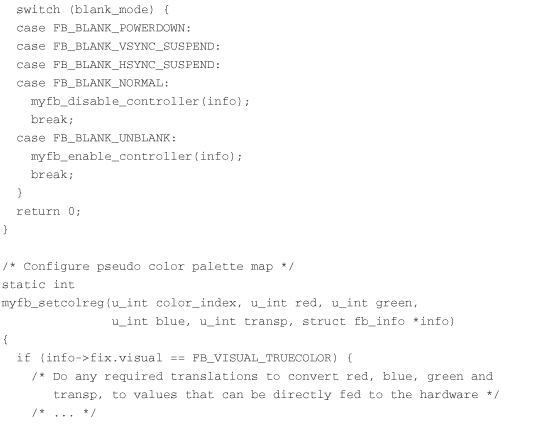 switch (blank_mode) {
case FB_BLANK_POWERDOWN:
case FB_BLANK_VSYNC_SUSPEND:
case FB_BLANK_HSYNC_SUSPEND:
case FB_BLANK_NORMAL:
myfb_disable_controller(info);
break;
case FB_BLANK_UNBLANK:
myfb_enable_controller(info);
break;
}
return 0;
}
/* Configure pseudo color palette map */
static int
myfb_setcolreg(u_int color_index, u_int red, u_int green,
u_int blue, u_int transp, struct fb_info *info)
{
if (info->fix.visual == FB_VISUAL_TRUECOLOR) {
/* Do any required translations to convert red, blue, green and
transp, to values that can be directly fed to the hardware */
/* ... */